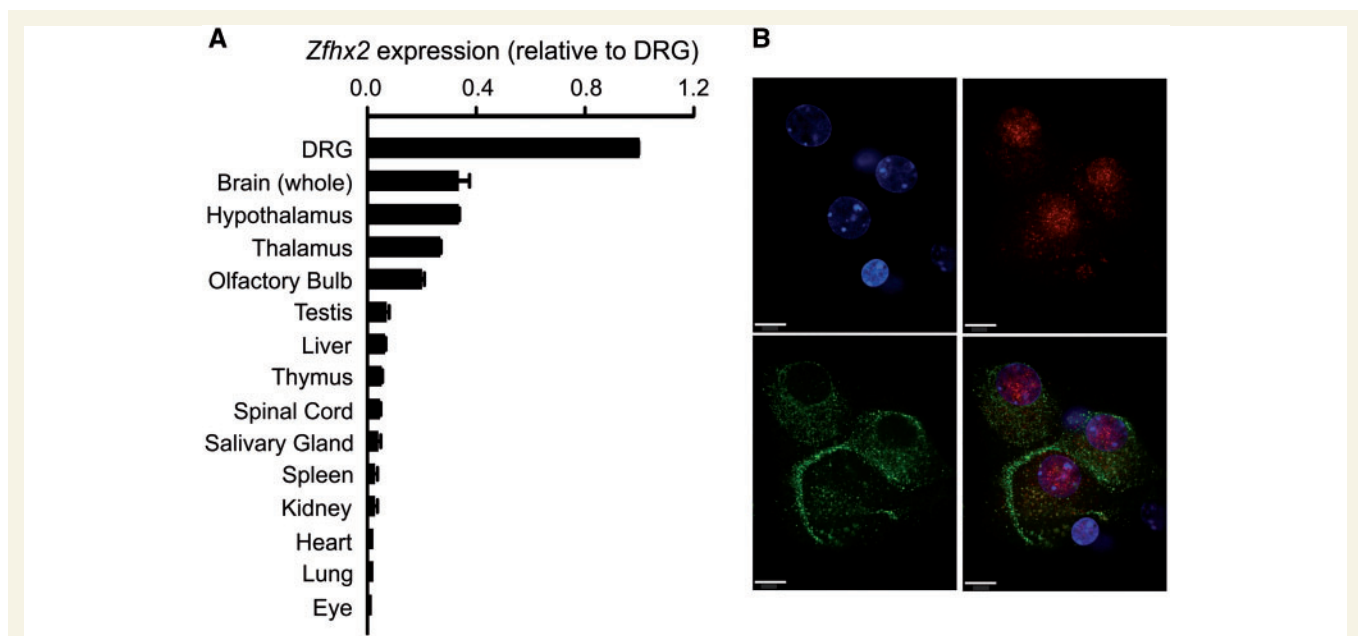 A
Zfhx2 expression (relative to DRG)
0.0 0.4 0.8 1.2
DRG
Brain (whole)
Hypothalamus
Thalamus
Olfactory Bulb
Testis
Liver
Thymus
Spinal Cord
Salivary Gland
Spleen
Kidney
Heart
Lung
Eye
B